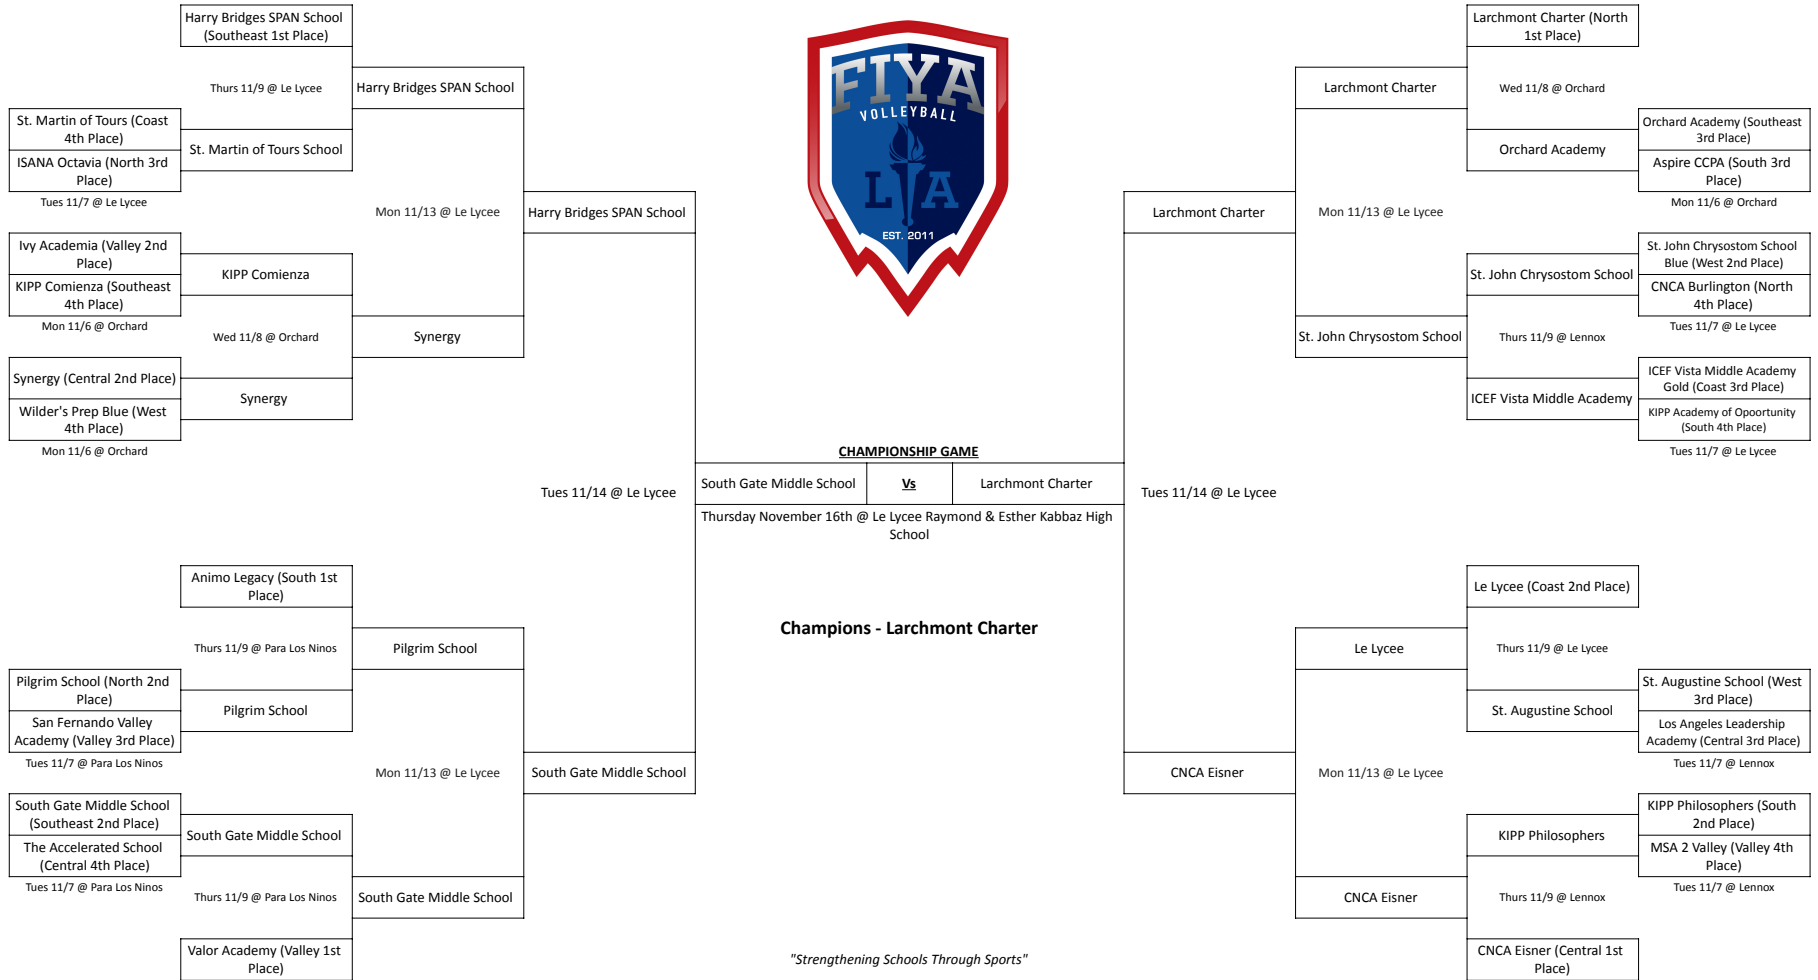 Harry Bridges SPAN School
(Southeast 1st Place)
Thurs 11/9 @ Le Lycee
Harry Bridges SPAN School
St. Martin of Tours (Coast
4th Place)
St. Martin of Tours School
ISANA Octavia (North 3rd
Place)
Tues 11/7 @ Le Lycee
Mon 11/13 @ Le Lycee
Harry Bridges SPAN School
Ivy Academia (Valley 2nd
Place)
KIPP Comienza
KIPP Comienza (Southeast
4th Place)
Mon 11/6 @ Orchard
Wed 11/8 @ Orchard
Synergy
Synergy (Central 2nd Place)
Synergy
Wilder's Prep Blue (West
4th Place)
Mon 11/6 @ Orchard
Tues 11/14 @ Le Lycee
Animo Legacy (South 1st
Place)
Thurs 11/9 @ Para Los Ninos
Pilgrim School
Pilgrim School (North 2nd
Place)
Pilgrim School
San Fernando Valley
Academy (Valley 3rd Place)
Tues 11/7 @ Para Los Ninos
Mon 11/13 @ Le Lycee
South Gate Middle School
South Gate Middle School
(Southeast 2nd Place)
South Gate Middle School
The Accelerated School
(Central 4th Place)
Tues 11/7 @ Para Los Ninos
Thurs 11/9 @ Para Los Ninos
South Gate Middle School
Valor Academy (Valley 1st
Place)
FIYA
VOLLEYBALL
L A
EST. 2011
CHAMPIONSHIP GAME
South Gate Middle School
Vs
Larchmont Charter
Thursday November 16th @ Le Lycee Raymond & Esther Kabbaz High
School
Champions - Larchmont Charter
"Strengthening Schools Through Sports"
Larchmont Charter (North
1st Place)
Larchmont Charter
Wed 11/8 @ Orchard
Orchard Academy (Southeast
3rd Place)
Orchard Academy
Aspire CCPA (South 3rd
Place)
Mon 11/6 @ Orchard
Larchmont Charter
Mon 11/13 @ Le Lycee
St. John Chrysostom School
Blue (West 2nd Place)
St. John Chrysostom School
CNCA Burlington (North
4th Place)
Tues 11/7 @ Le Lycee
St. John Chrysostom School
Thurs 11/9 @ Lennox
ICEF Vista Middle Academy
Gold (Coast 3rd Place)
ICEF Vista Middle Academy
KIPP Academy of Opoortunity
(South 4th Place)
Tues 11/7 @ Le Lycee
Tues 11/14 @ Le Lycee
Le Lycee (Coast 2nd Place)
Le Lycee
Thurs 11/9 @ Le Lycee
St. Augustine School (West
3rd Place)
St. Augustine School
Los Angeles Leadership
Academy (Central 3rd Place)
Tues 11/7 @ Lennox
CNCA Eisner
Mon 11/13 @ Le Lycee
KIPP Philosophers (South
2nd Place)
KIPP Philosophers
MSA 2 Valley (Valley 4th
Place)
Tues 11/7 @ Lennox
CNCA Eisner
Thurs 11/9 @ Lennox
CNCA Eisner (Central 1st
Place)